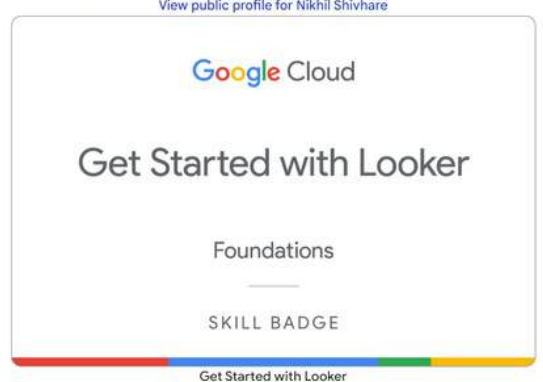 View public profile for Nikhil Shivhare
Google Cloud
Get Started with Looker
Foundations
SKILL BADGE
Get Started with Looker